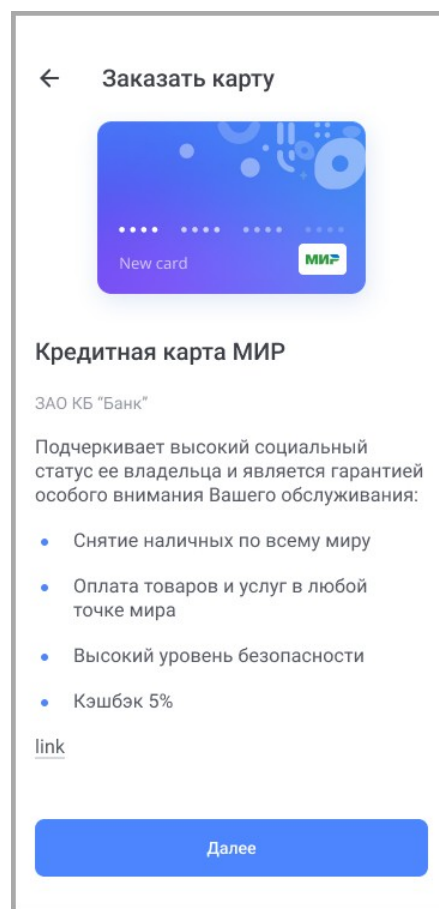 Заказать карту
New card
МИР
Кредитная карта МИР
ЗАО КБ “Банк”
Подчеркивает высокий социальный
статус ее владельца и является гарантией
особого внимания Вашего обслуживания:
Снятие наличных по всему миру
Оплата товаров и услуг в любой
точке мира
Высокий уровень безопасности
Кэшбэк 5%
link
Далее